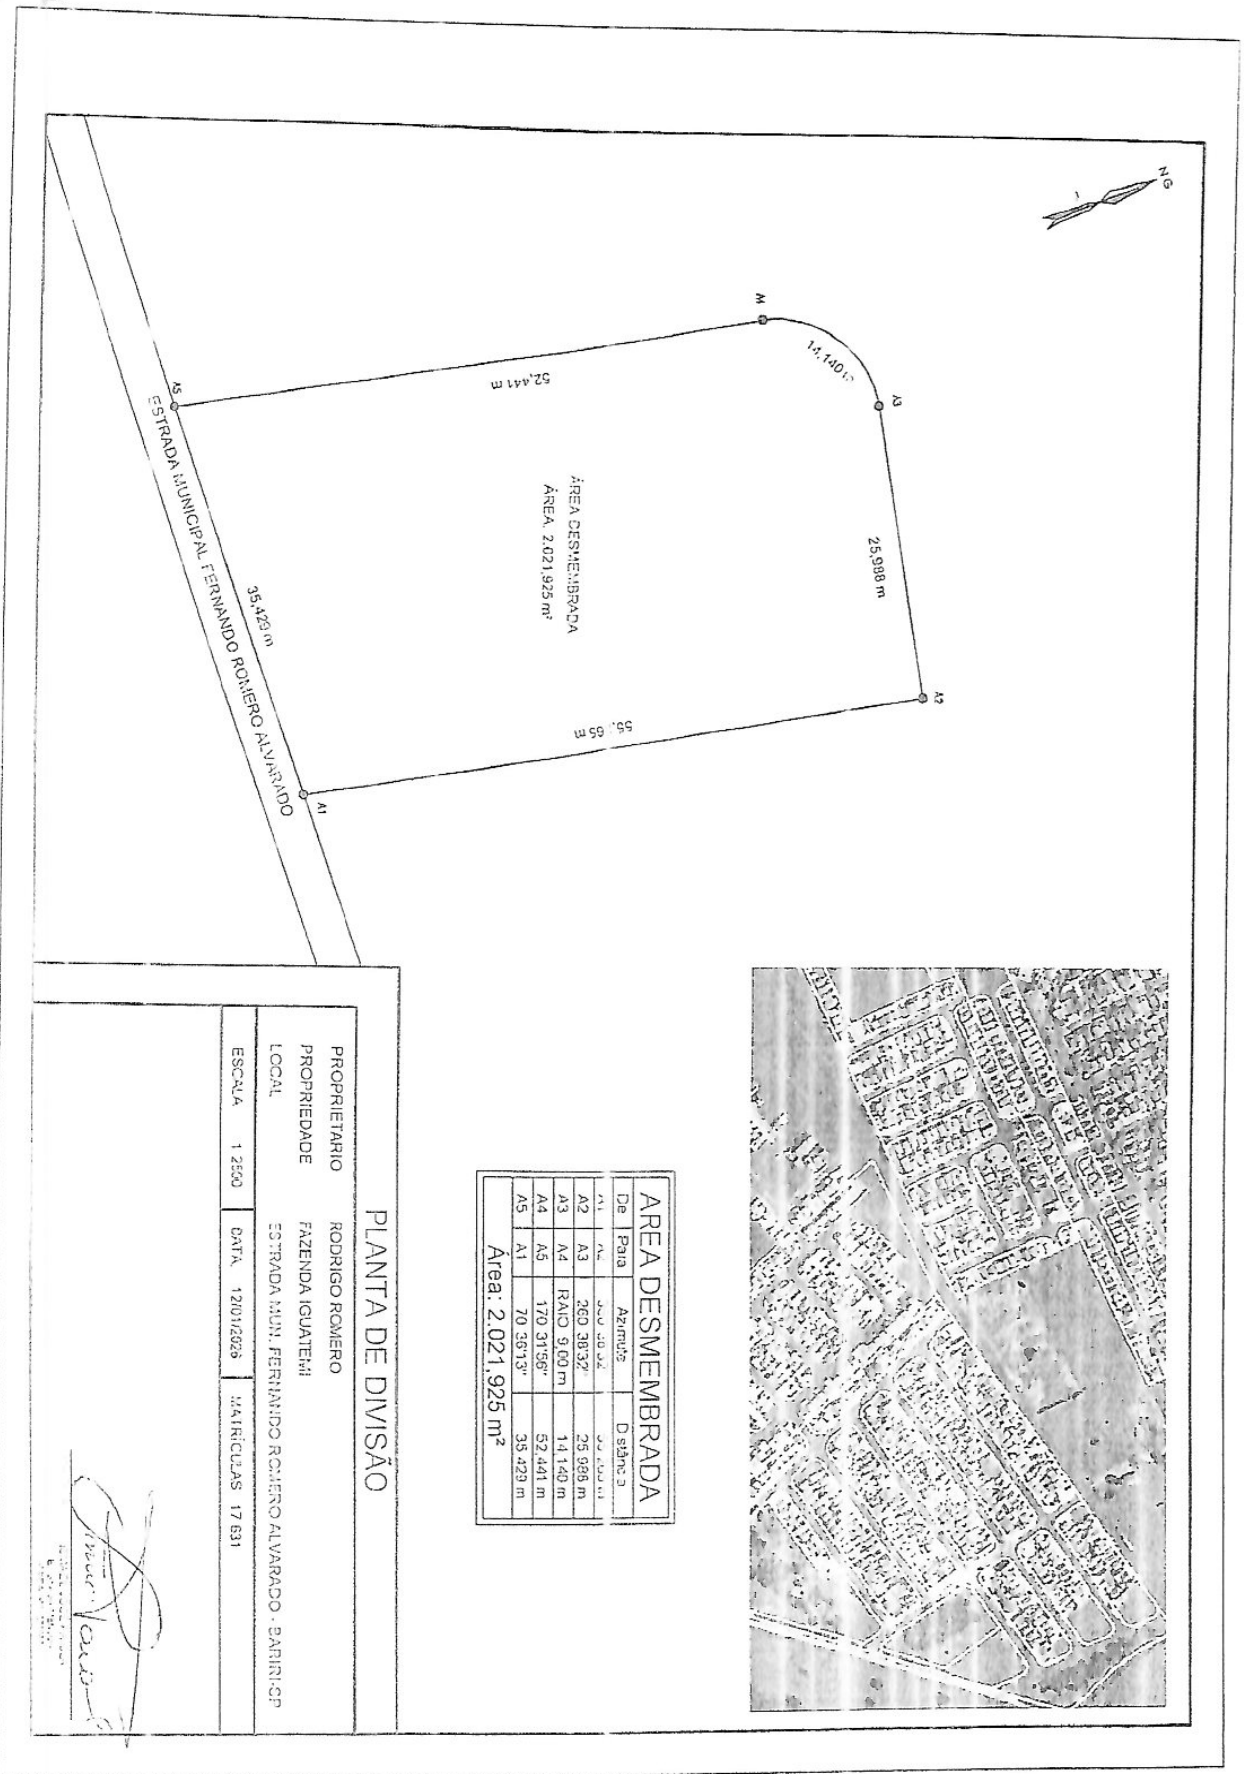 NG
A4
14,140
A3
25,988 m
A2
52,441 m
ÁREA DESMEMBRADA
ÁREA. 2.021,925 m²
A5
35,429 m
A1
ESTRADA MUNICIPAL FERNANDO ROMERO ALVARADO
AREA DESMEMBRADA
De Para Azimute Distância
A2 A3 260 38'32" 25 988 m
A3 A4 RAIO 9,00 m 14,140 m
A4 A5 170 31'56" 52,441 m
A5 A1 70 36'13" 35 429 m
Área: 2.021,925 m²
PLANTA DE DIVISÃO
PROPRIETARIO RODRIGO ROMERO
PROPRIEDADE FAZENDA IGUATEMI
LOCAL ESTRADA MUN. FERNANDO ROMERO ALVARADO - BARIRI-SP
ESCALA DATA MATRÍCULAS 17 631